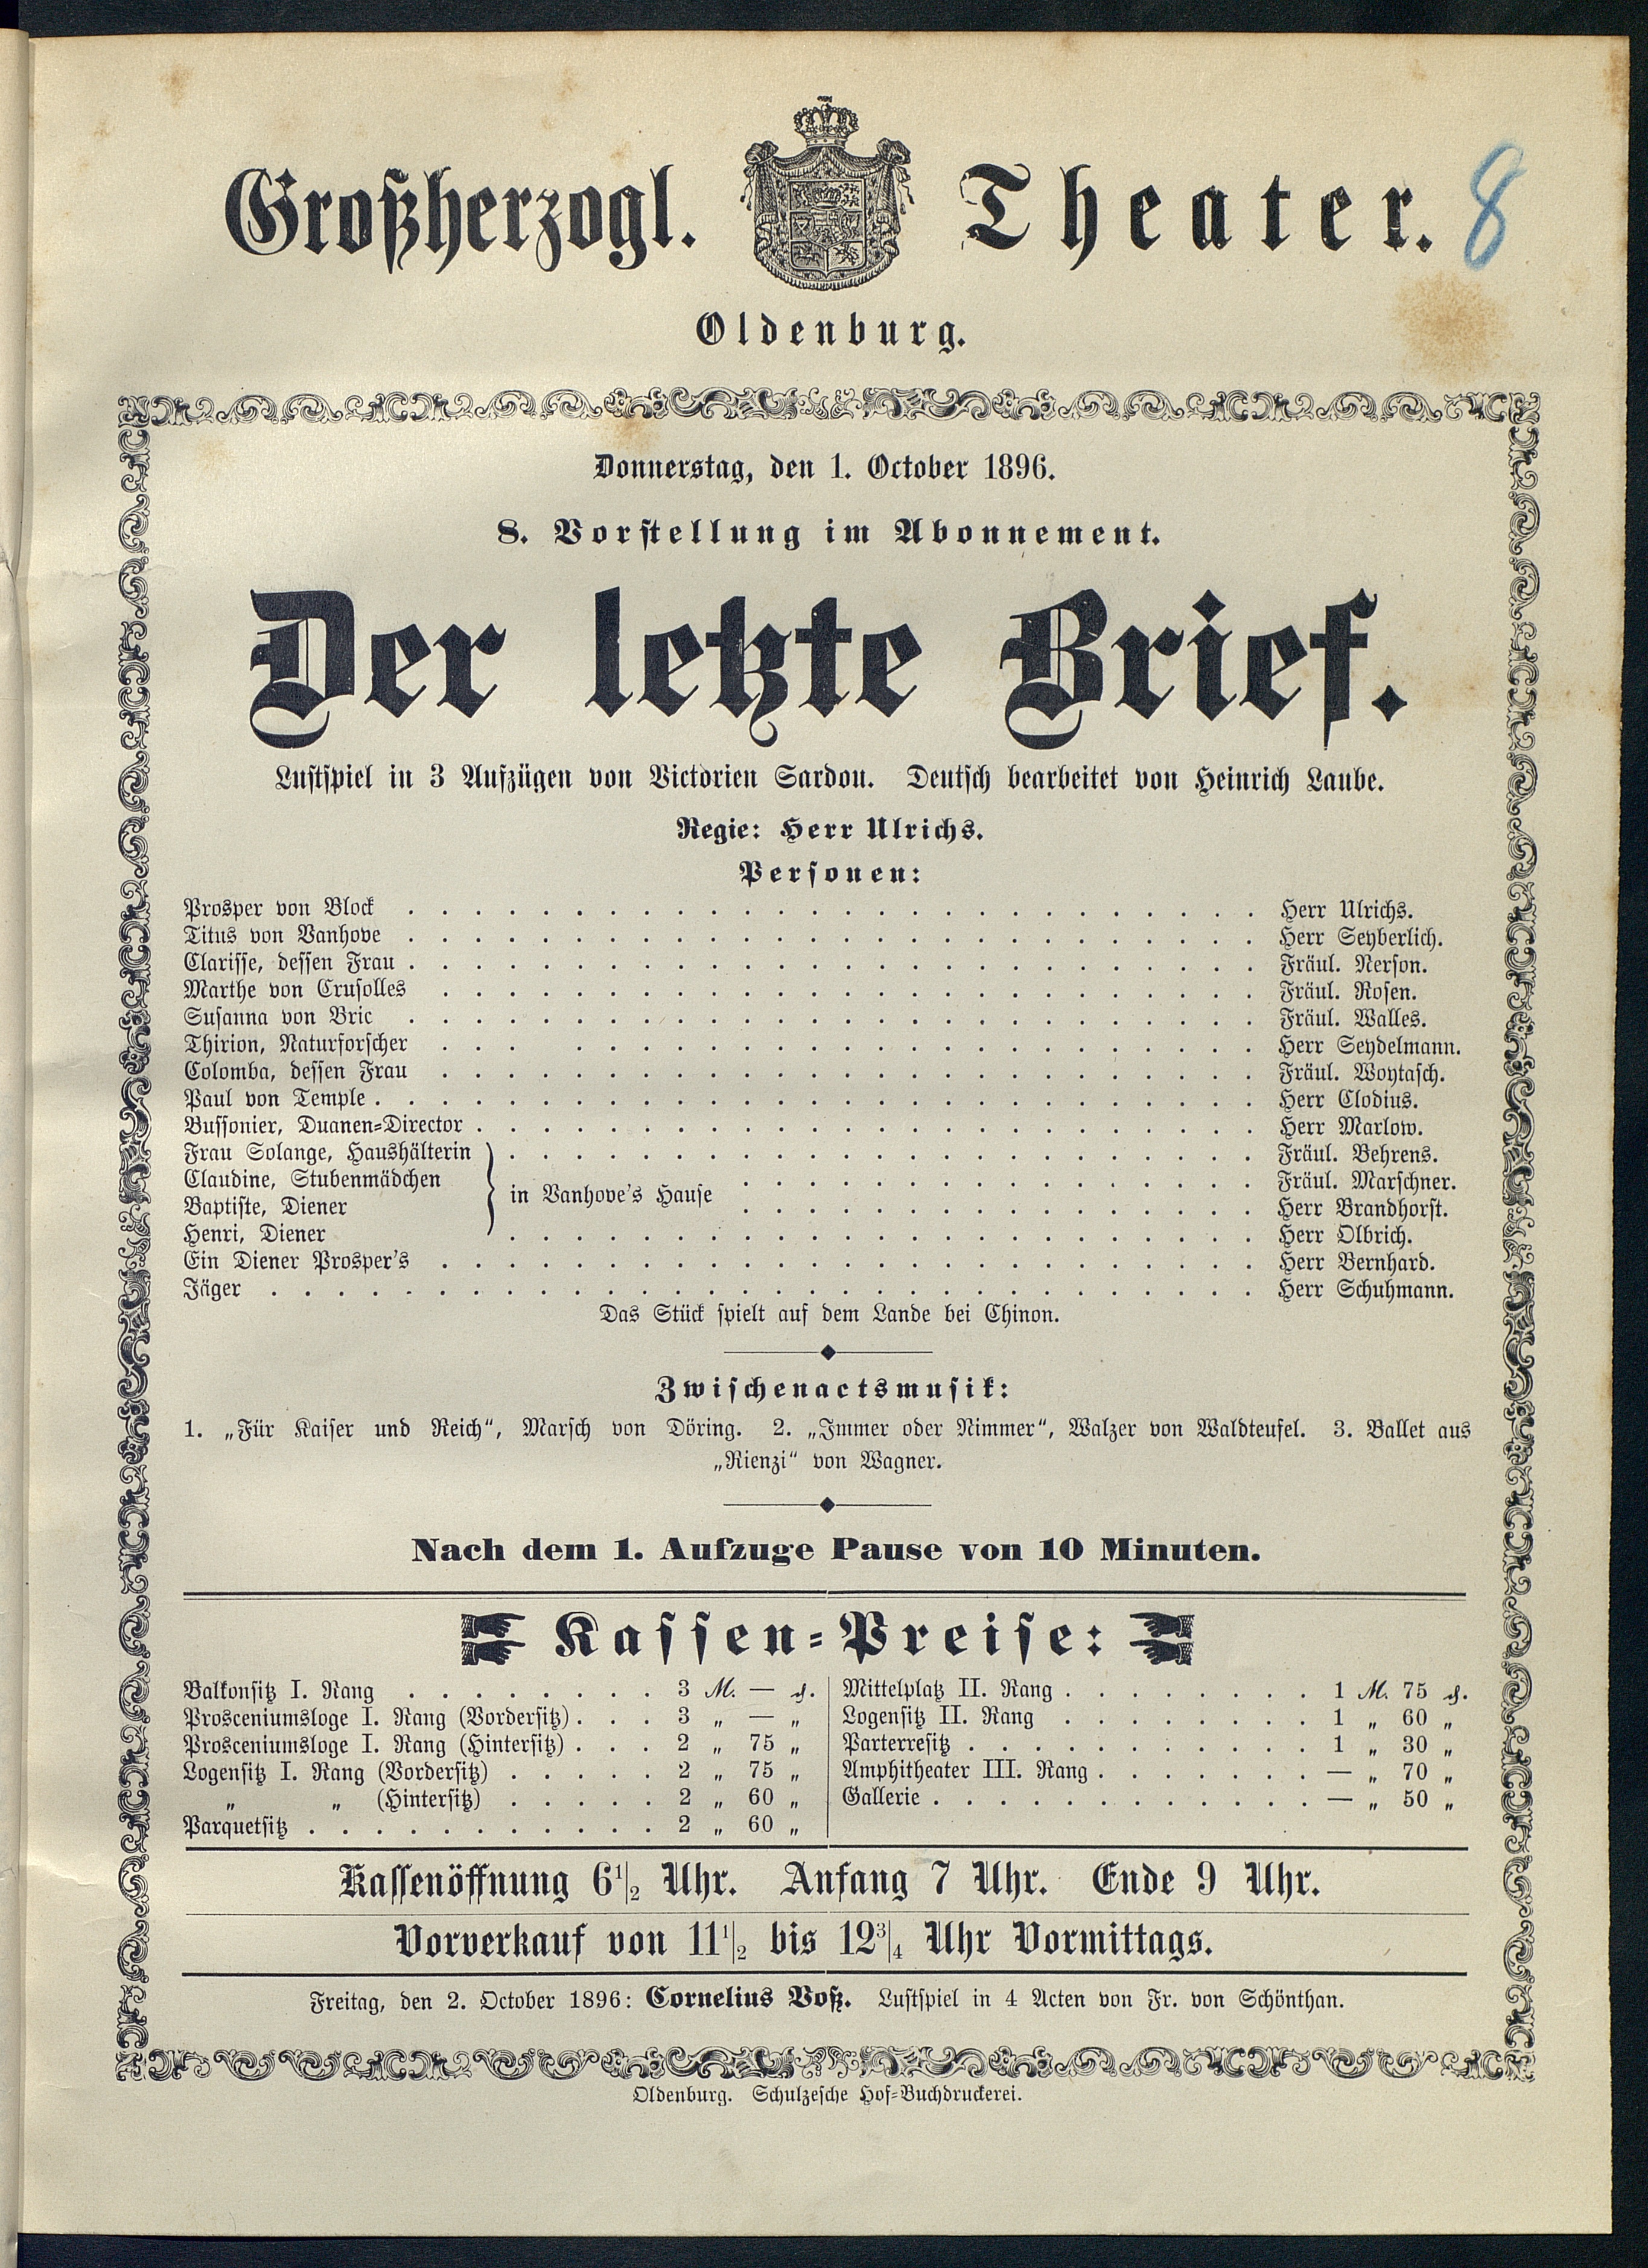 Großherzogl. Theater. 8
Oldenburg.
Donnerstag, den 1. October 1896.
8. Vorstellung im Abonnement.
Der letzte Brief.
Lustspiel in 3 Aufzügen von Victorien Sardou. Deutsch bearbeitet von Heinrich Laube.
Regie: Herr Ulrichs.
Personen:
Prosper von Block . . . . . Herr Ulrichs.
Titus von Vanhove . . . . . Herr Seyberlich.
Clarisse, dessen Frau . . . . . Fräul. Nerson.
Marthe von Crusolles . . . . . Fräul. Rosen.
Susanna von Bric . . . . . Fräul. Walles.
Thirion, Naturforscher . . . . . Herr Seydelmann.
Colomba, dessen Frau . . . . . Fräul. Woytasch.
Paul von Temple . . . . . Herr Clodius.
Bussonier, Duanen-Director . . . . . Herr Marlow.
Frau Solange, Haushälterin . . . . . Fräul. Behrens.
Claudine, Stubenmädchen . . . . . Fräul. Marschner.
in Vanhove's Hause
Baptiste, Diener . . . . . Herr Brandhorst.
Henri, Diener . . . . . Herr Olbrich.
Ein Diener Prosper's . . . . . Herr Bernhard.
Jäger . . . . . Herr Schuhmann.
Das Stück spielt auf dem Lande bei Chinon.
Zwischenactsmusik:
1. „Für Kaiser und Reich“, Marsch von Döring. 2. „Immer oder Nimmer“, Walzer von Waldteufel. 3. Ballet aus
„Rienzi“ von Wagner.
Nach dem 1. Aufzuge Pause von 10 Minuten.
Kassen-Preise:
Balkonsitz I. Rang . . . . . 3 M. — ₰.
Prosceniumsloge I. Rang (Vordersitz) . . . 3 „ — „
Prosceniumsloge I. Rang (Hintersitz) . . . 2 „ 75 „
Logensitz I. Rang (Vordersitz) . . . . . 2 „ 75 „
„ „ (Hintersitz) . . . . . 2 „ 60 „
Parquetsitz . . . . . 2 „ 60 „
Mittelplatz II. Rang . . . . . 1 M. 75 ₰.
Logensitz II. Rang . . . . . 1 „ 60 „
Parterresitz . . . . . 1 „ 30 „
Amphitheater III. Rang . . . . . — „ 70 „
Gallerie . . . . . — „ 50 „
Kassenöffnung 6½ Uhr. Anfang 7 Uhr. Ende 9 Uhr.
Vorverkauf von 11½ bis 12¾ Uhr Vormittags.
Freitag, den 2. October 1896: Cornelius Voß. Lustspiel in 4 Acten von Fr. von Schönthan.
Oldenburg. Schulzesche Hof-Buchdruckerei.